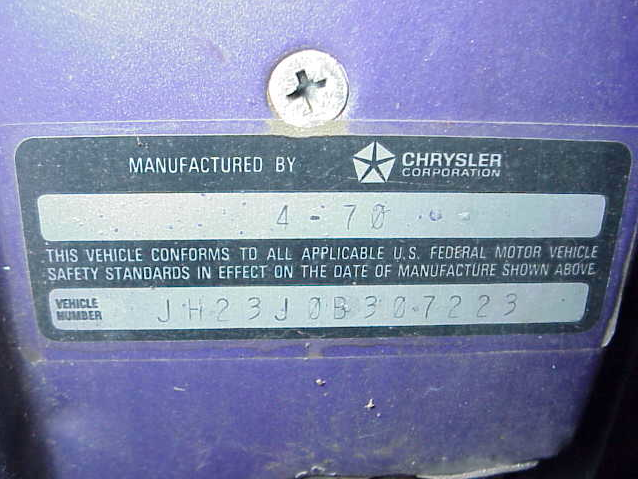 MANUFACTURED BY CHRYSLER CORPORATION
4-70
THIS VEHICLE CONFORMS TO ALL APPLICABLE U.S. FEDERAL MOTOR VEHICLE
SAFETY STANDARDS IN EFFECT ON THE DATE OF MANUFACTURE SHOWN ABOVE
VEHICLE NUMBER JH23J0B307223